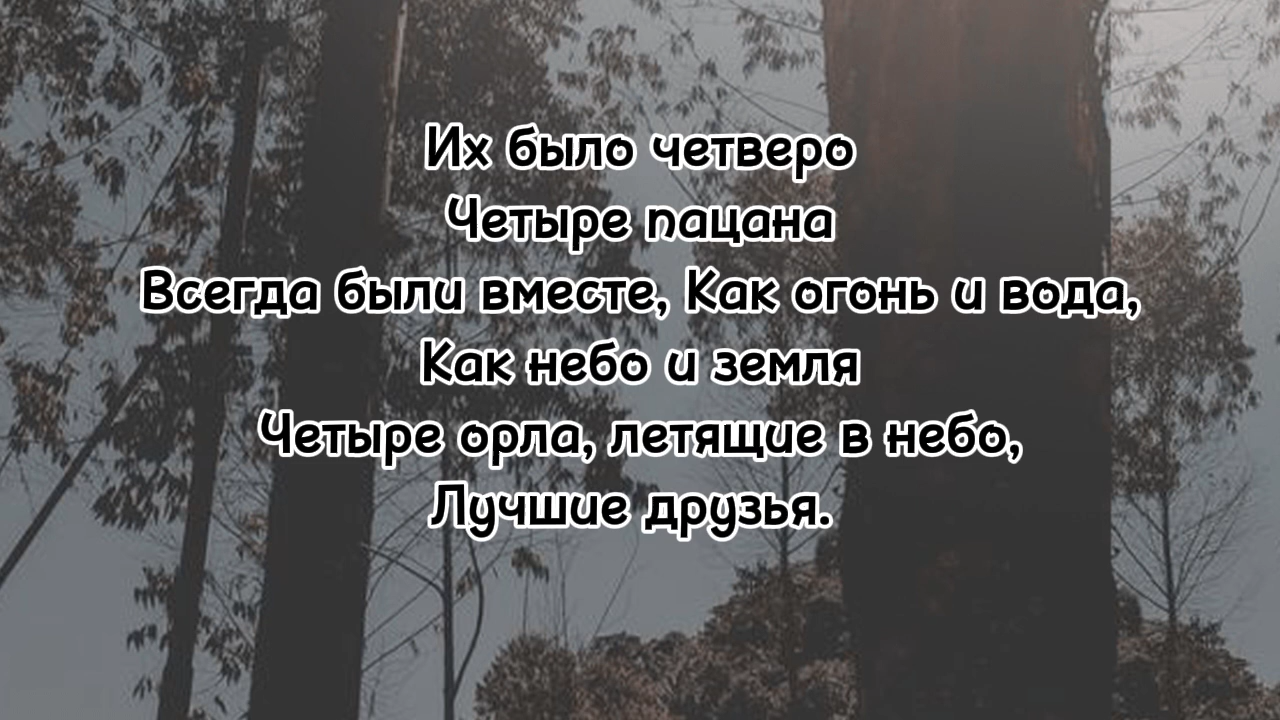 Их было четверо
Четыре пацана
Всегда были вместе, Как огонь и вода,
Как небо и земля
Четыре орла, летящие в небо,
Лучшие друзья.